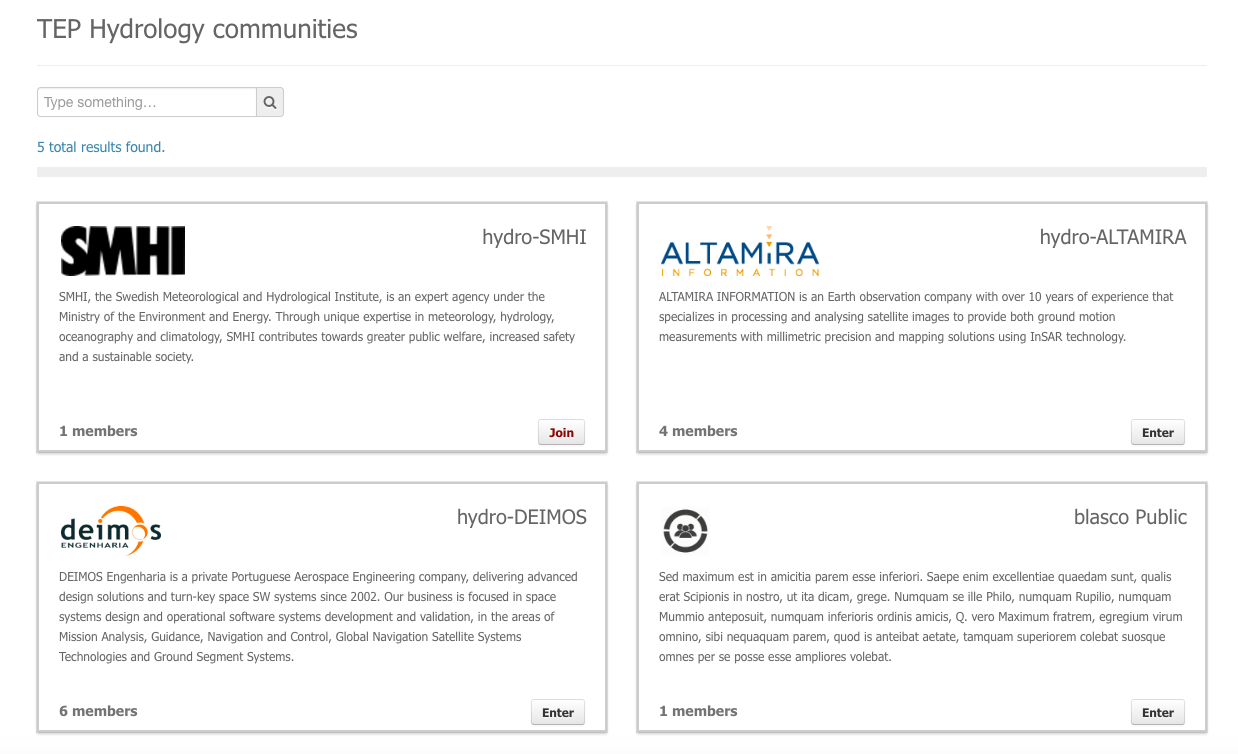 TEP Hydrology communities
Type something...
5 total results found.
SMHI
hydro-SMHI
SMHI, the Swedish Meteorological and Hydrological Institute, is an expert agency under the
Ministry of the Environment and Energy. Through unique expertise in meteorology, hydrology,
oceanography and climatology, SMHI contributes towards greater public welfare, increased safety
and a sustainable society.
1 members
Join
ALTAMIRA
INFORMATION
hydro-ALTAMIRA
ALTAMIRA INFORMATION is an Earth observation company with over 10 years of experience that
specializes in processing and analysing satellite images to provide both ground motion
measurements with millimetric precision and mapping solutions using InSAR technology.
4 members
Enter
deimos
ENGENHARIA
hydro-DEIMOS
DEIMOS Engenharia is a private Portuguese Aerospace Engineering company, delivering advanced
design solutions and turn-key space SW systems since 2002. Our business is focused in space
systems design and operational software systems development and validation, in the areas of
Mission Analysis, Guidance, Navigation and Control, Global Navigation Satellite Systems
Technologies and Ground Segment Systems.
6 members
Enter
blasco Public
Sed maximum est in amicitia parem esse inferiori. Saepe enim excellentiae quaedam sunt, qualis
erat Scipionis in nostro, ut ita dicam, grege. Numquam se ille Philo, numquam Rupilio, numquam
Mummio anteposuit, numquam inferioris ordinis amicis, Q. vero Maximum fratrem, egregium virum
omnino, sibi nequaquam parem, quod is anteibat aetate, tamquam superiorem colebat suosque
omnes per se posse esse ampliores volebat.
1 members
Enter